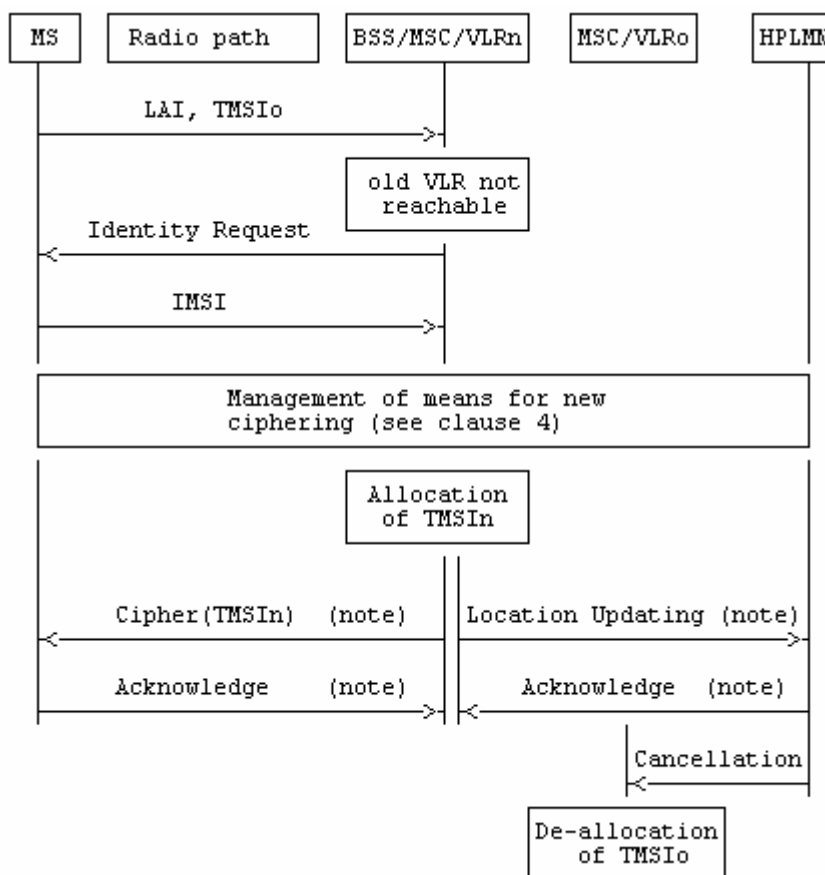 MS
Radio path
BSS/MSC/VLRn
MSC/VLRo
HPLMN
LAI, TMSIo
old VLR not
reachable
Identity Request
IMSI
Management of means for new
ciphering (see clause 4)
Allocation
of TMSIn
Cipher(TMSIn) (note)
Location Updating (note)
Acknowledge (note)
Acknowledge (note)
Cancellation
De-allocation
of TMSIo